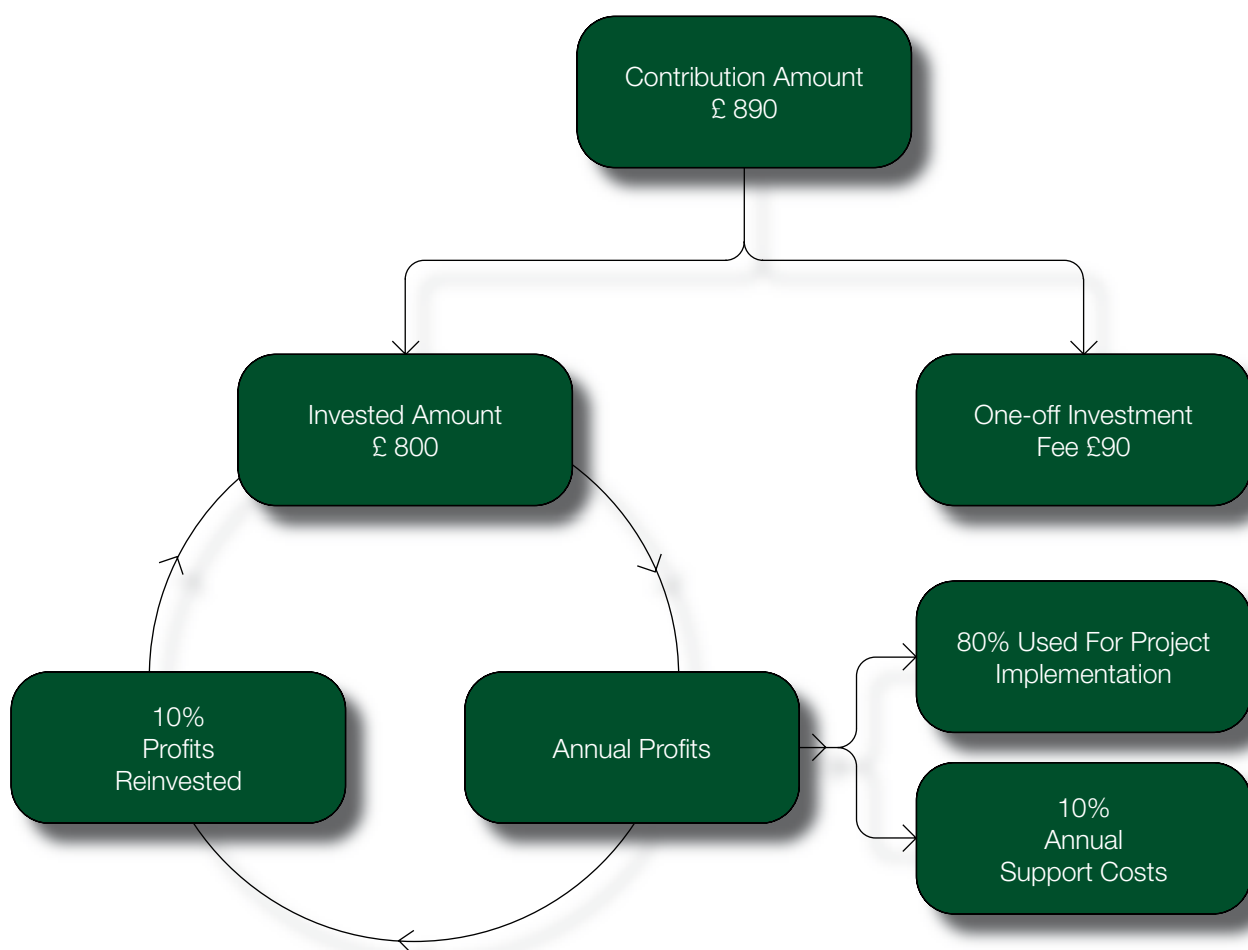 Contribution Amount
£ 890
Invested Amount
£ 800
One-off Investment
Fee £90
80% Used For Project
Implementation
10%
Profits
Reinvested
Annual Profits
10%
Annual
Support Costs